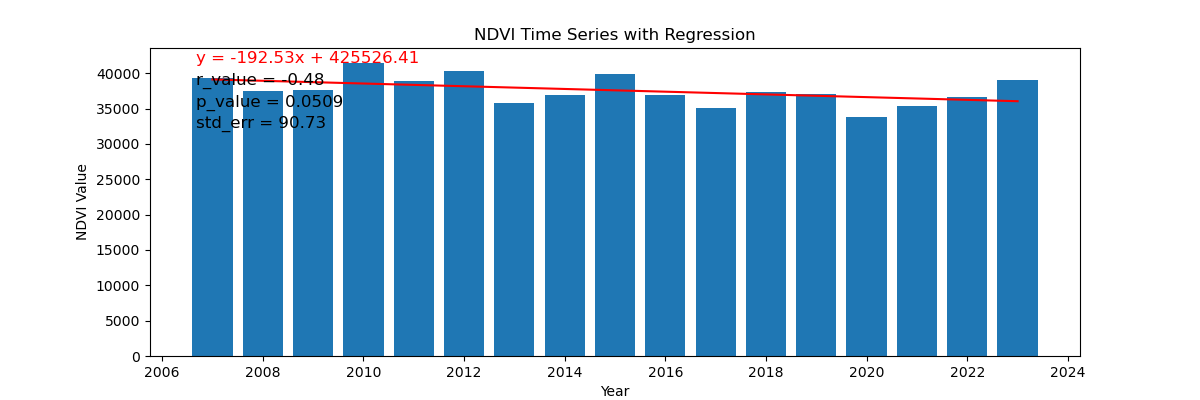 NDVI Time Series with Regression
y = -192.53x + 425526.41
r_value = -0.48
p_value = 0.0509
std_err = 90.73
NDVI Value
40000
35000
30000
25000
20000
15000
10000
5000
0
2006 2008 2010 2012 2014 2016 2018 2020 2022 2024
Year